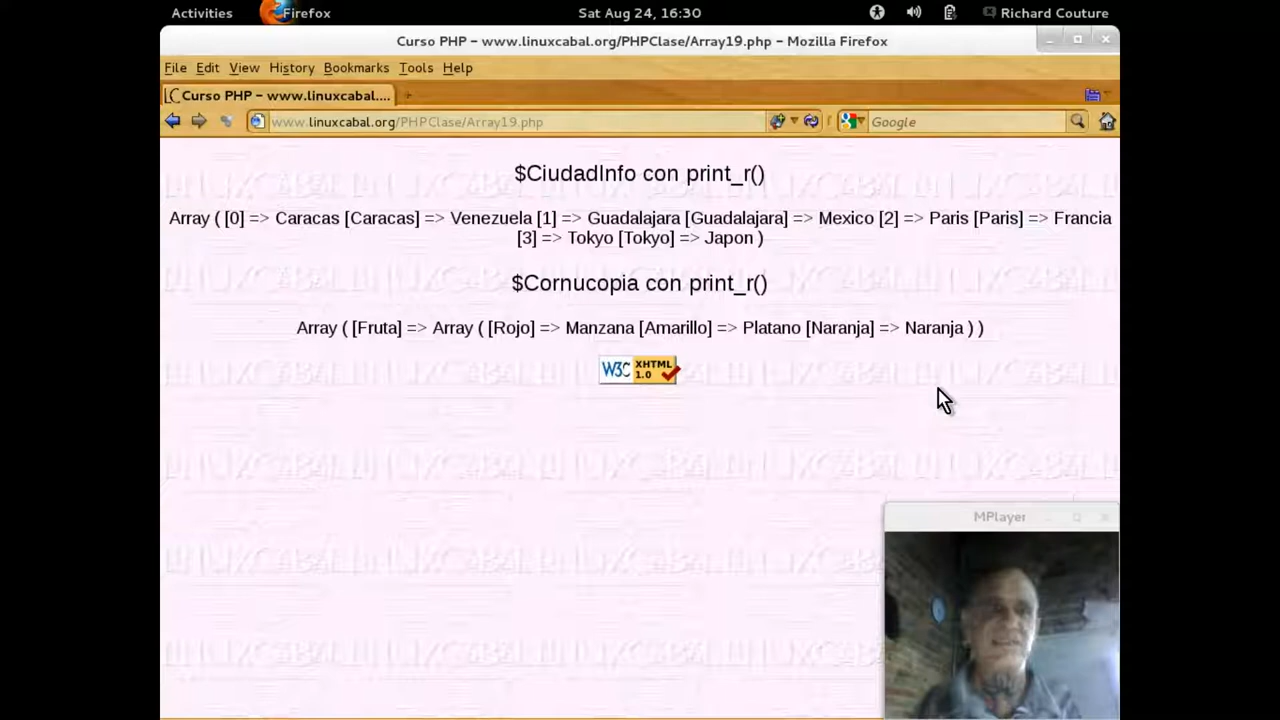 Activities Firefox Sat Aug 24, 16:30 Richard Couture
Curso PHP - www.linuxcabal.org/PHPClase/Array19.php - Mozilla Firefox
File Edit View History Bookmarks Tools Help
Curso PHP - www.linuxcabal....
www.linuxcabal.org/PHPClase/Array19.php Google
$CiudadInfo con print_r()
Array ( [0] => Caracas [Caracas] => Venezuela [1] => Guadalajara [Guadalajara] => Mexico [2] => Paris [Paris] => Francia
[3] => Tokyo [Tokyo] => Japon )
$Cornucopia con print_r()
Array ( [Fruta] => Array ( [Rojo] => Manzana [Amarillo] => Platano [Naranja] => Naranja ) )
W3C XHTML
1.0
MPlayer